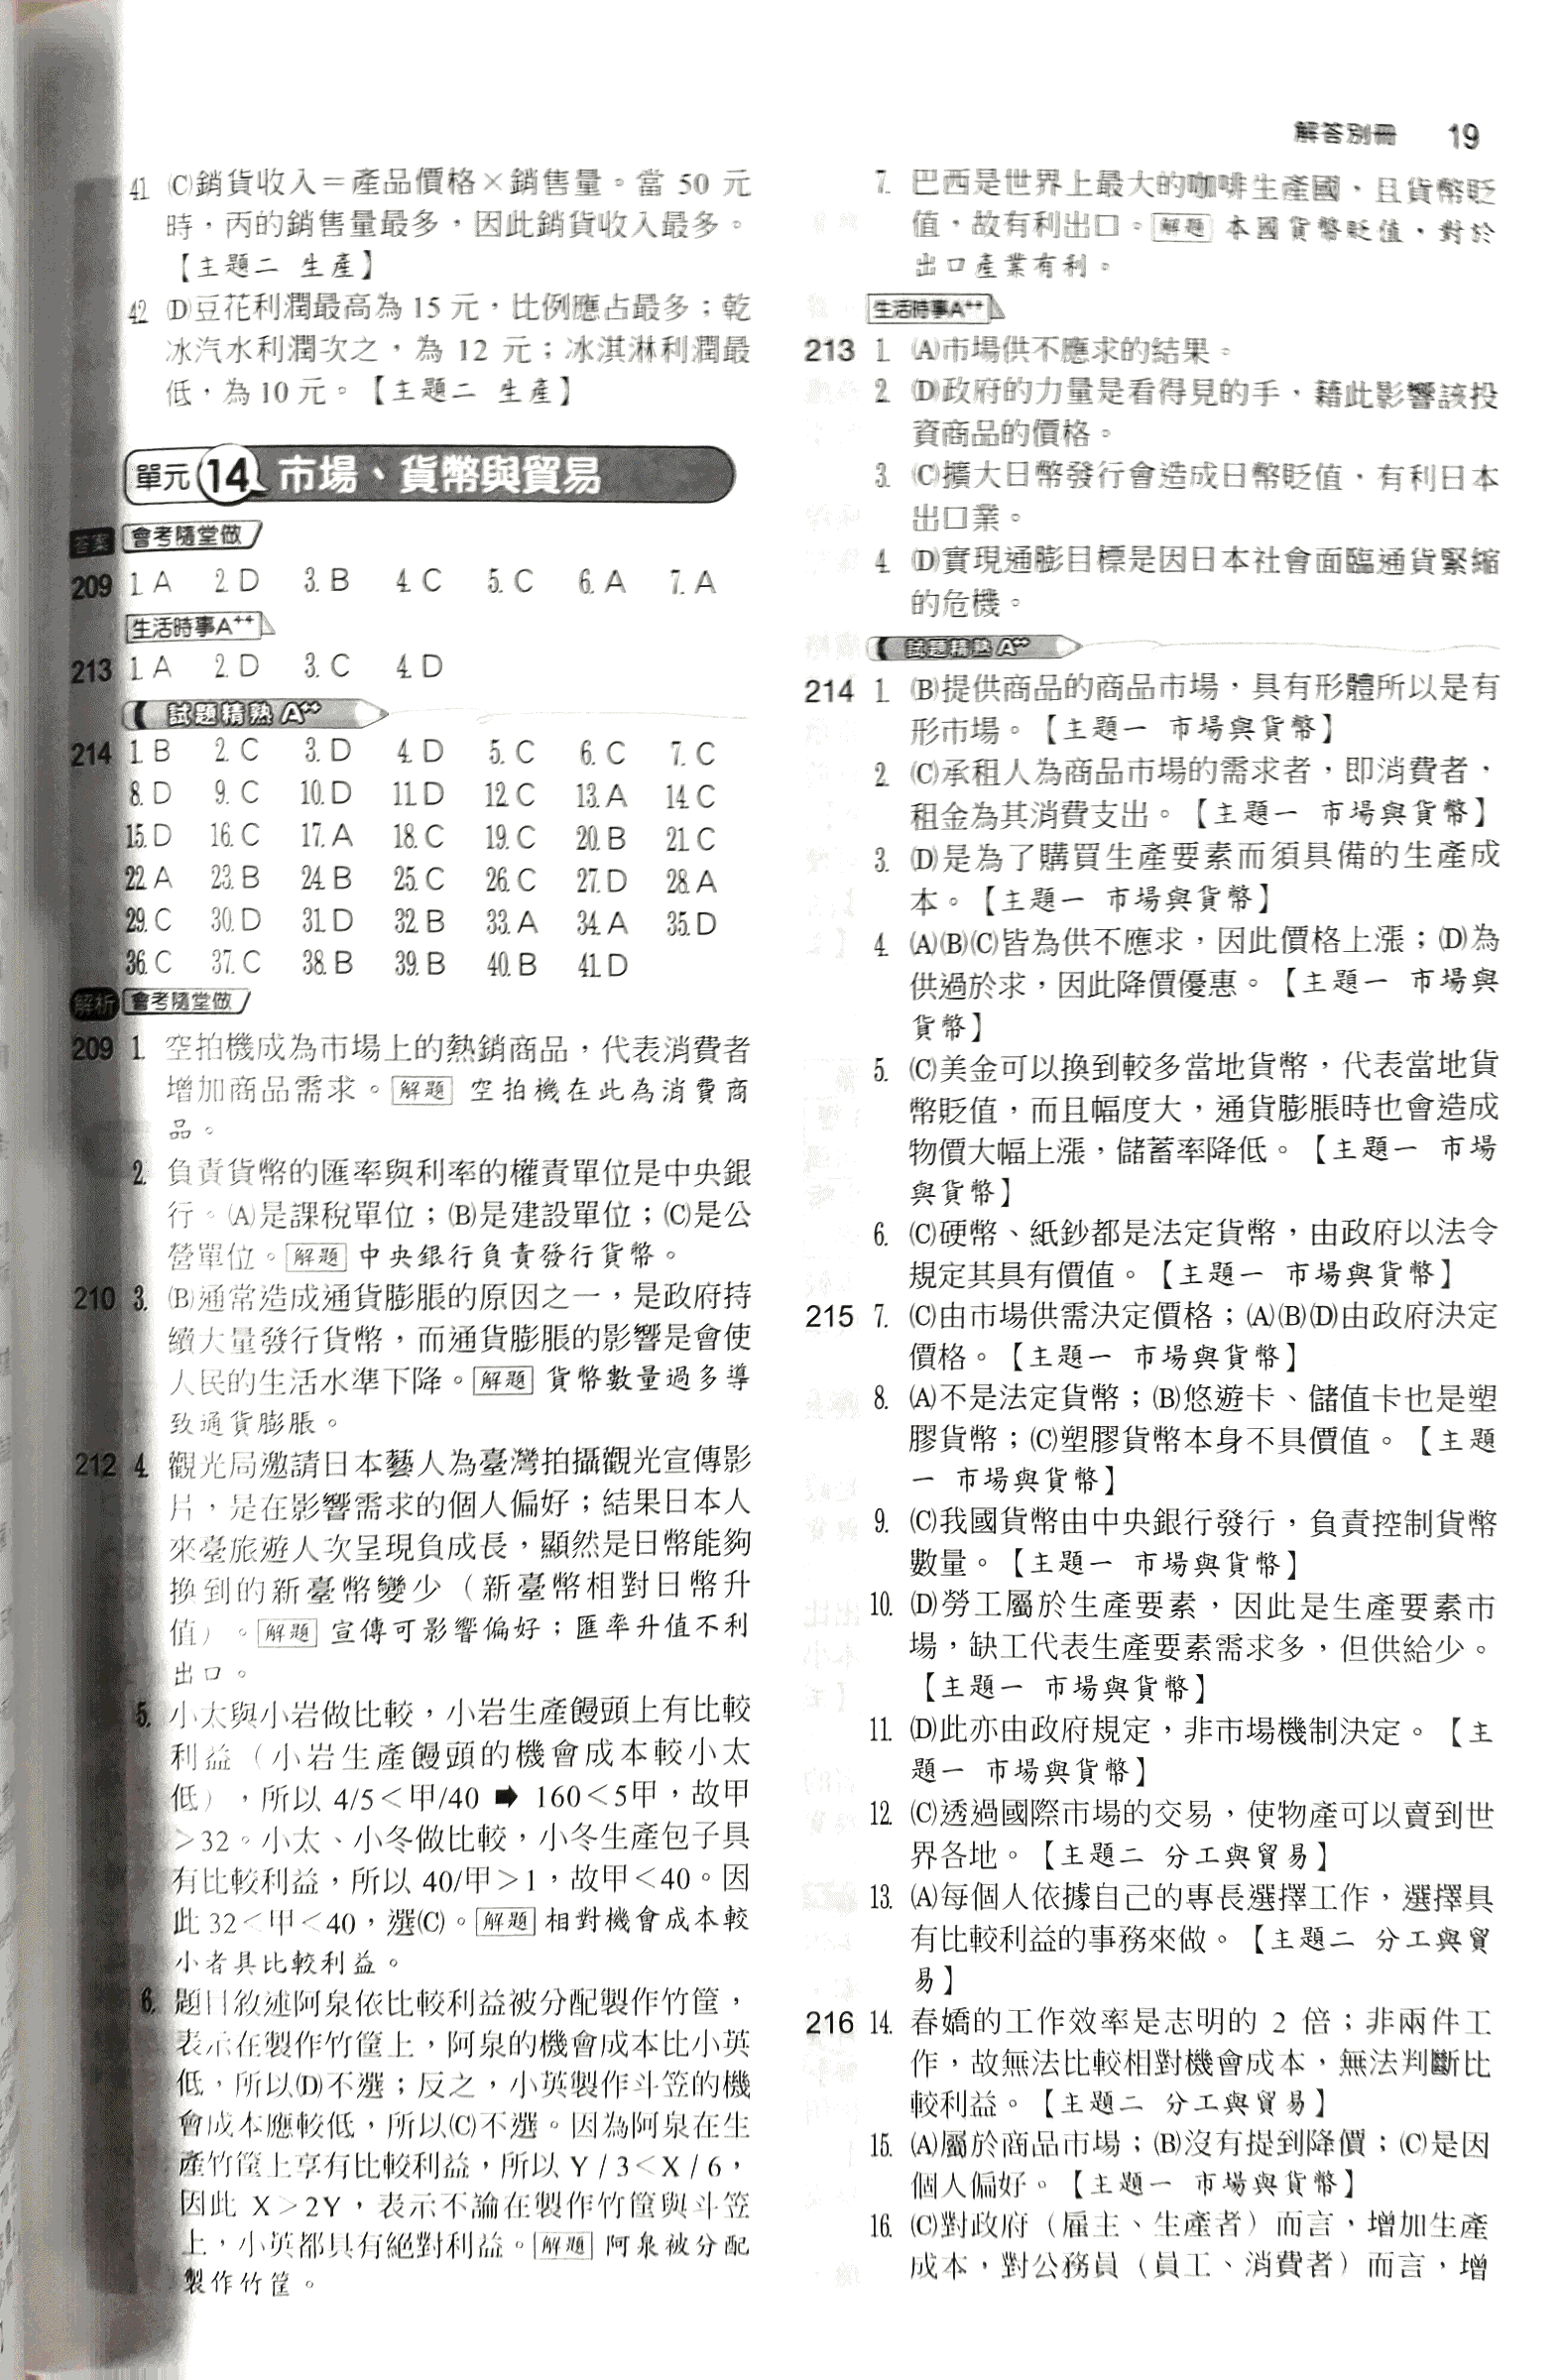 解答別冊 19
41 (C)銷貨收入＝產品價格×銷售量。當 50 元
時，丙的銷售量最多，因此銷貨收入最多。
【主題二 生產】
42 (D)豆花利潤最高為 15 元，比例應占最多；乾
冰汽水利潤次之，為 12 元；冰淇淋利潤最
低，為 10 元。【主題二 生產】
單元14 市場、貨幣與貿易
答案 會考隨堂做
209 1. A 2. D 3. B 4. C 5. C 6. A 7. A
生活時事A++
213 1. A 2. D 3. C 4. D
試題精熟 A++
214 1. B 2. C 3. D 4. D 5. C 6. C 7. C
8. D 9. C 10. D 11. D 12. C 13. A 14. C
15. D 16. C 17. A 18. C 19. C 20. B 21. C
22. A 23. B 24. B 25. C 26. C 27. D 28. A
29. C 30. D 31. D 32. B 33. A 34. A 35. D
36. C 37. C 38. B 39. B 40. B 41. D
解析 會考隨堂做
209 1. 空拍機成為市場上的熱銷商品，代表消費者
增加商品需求。解題 空拍機在此為消費商
品。
2. 負責貨幣的匯率與利率的權責單位是中央銀
行。(A)是課稅單位；(B)是建設單位；(C)是公
營單位。解題 中央銀行負責發行貨幣。
210 3. (B)通常造成通貨膨脹的原因之一，是政府持
續大量發行貨幣，而通貨膨脹的影響是會使
人民的生活水準下降。解題 貨幣數量過多導
致通貨膨脹。
212 4. 觀光局邀請日本藝人為臺灣拍攝觀光宣傳影
片，是在影響需求的個人偏好；結果日本人
來臺旅遊人次呈現負成長，顯然是日幣能夠
換到的新臺幣變少（新臺幣相對日幣升
值）。解題 宣傳可影響偏好；匯率升值不利
出口。
5. 小太與小岩做比較，小岩生產饅頭上有比較
利益（小岩生產饅頭的機會成本較小太
低），所以 4/5＜甲/40 ➡ 160＜5甲，故甲
＞32。小太、小冬做比較，小冬生產包子具
有比較利益，所以 40/甲＞1，故甲＜40。因
此 32＜甲＜40，選(C)。解題 相對機會成本較
小者具比較利益。
6. 題目敘述阿泉依比較利益被分配製作竹筐，
表示在製作竹筐上，阿泉的機會成本比小英
低，所以(D)不選；反之，小英製作斗笠的機
會成本應較低，所以(C)不選。因為阿泉在生
產竹筐上享有比較利益，所以 Y / 3＜X / 6，
因此 X＞2Y，表示不論在製作竹筐與斗笠
上，小英都具有絕對利益。解題 阿泉被分配
製作竹筐。
7. 巴西是世界上最大的咖啡生產國，且貨幣貶
值，故有利出口。解題 本國貨幣貶值，對於
出口產業有利。
生活時事A++
213 1. (A)市場供不應求的結果。
2. (D)政府的力量是看得見的手，藉此影響該投
資商品的價格。
3. (C)擴大日幣發行會造成日幣貶值，有利日本
出口業。
4. (D)實現通膨目標是因日本社會面臨通貨緊縮
的危機。
試題精熟 A++
214 1. (B)提供商品的商品市場，具有形體所以是有
形市場。【主題一 市場與貨幣】
2. (C)承租人為商品市場的需求者，即消費者，
租金為其消費支出。【主題一 市場與貨幣】
3. (D)是為了購買生產要素而須具備的生產成
本。【主題一 市場與貨幣】
4. (A)(B)(C)皆為供不應求，因此價格上漲；(D)為
供過於求，因此降價優惠。【主題一 市場與
貨幣】
5. (C)美金可以換到較多當地貨幣，代表當地貨
幣貶值，而且幅度大，通貨膨脹時也會造成
物價大幅上漲，儲蓄率降低。【主題一 市場
與貨幣】
6. (C)硬幣、紙鈔都是法定貨幣，由政府以法令
規定其具有價值。【主題一 市場與貨幣】
215 7. (C)由市場供需決定價格；(A)(B)(D)由政府決定
價格。【主題一 市場與貨幣】
8. (A)不是法定貨幣；(B)悠遊卡、儲值卡也是塑
膠貨幣；(C)塑膠貨幣本身不具價值。【主題
一 市場與貨幣】
9. (C)我國貨幣由中央銀行發行，負責控制貨幣
數量。【主題一 市場與貨幣】
10. (D)勞工屬於生產要素，因此是生產要素市
場，缺工代表生產要素需求多，但供給少。
【主題一 市場與貨幣】
11. (D)此亦由政府規定，非市場機制決定。【主
題一 市場與貨幣】
12. (C)透過國際市場的交易，使物產可以賣到世
界各地。【主題二 分工與貿易】
13. (A)每個人依據自己的專長選擇工作，選擇具
有比較利益的事務來做。【主題二 分工與貿
易】
216 14. 春嬌的工作效率是志明的 2 倍；非兩件工
作，故無法比較相對機會成本，無法判斷比
較利益。【主題二 分工與貿易】
15. (A)屬於商品市場；(B)沒有提到降價；(C)是因
個人偏好。【主題一 市場與貨幣】
16. (C)對政府（雇主、生產者）而言，增加生產
成本，對公務員（員工、消費者）而言，增